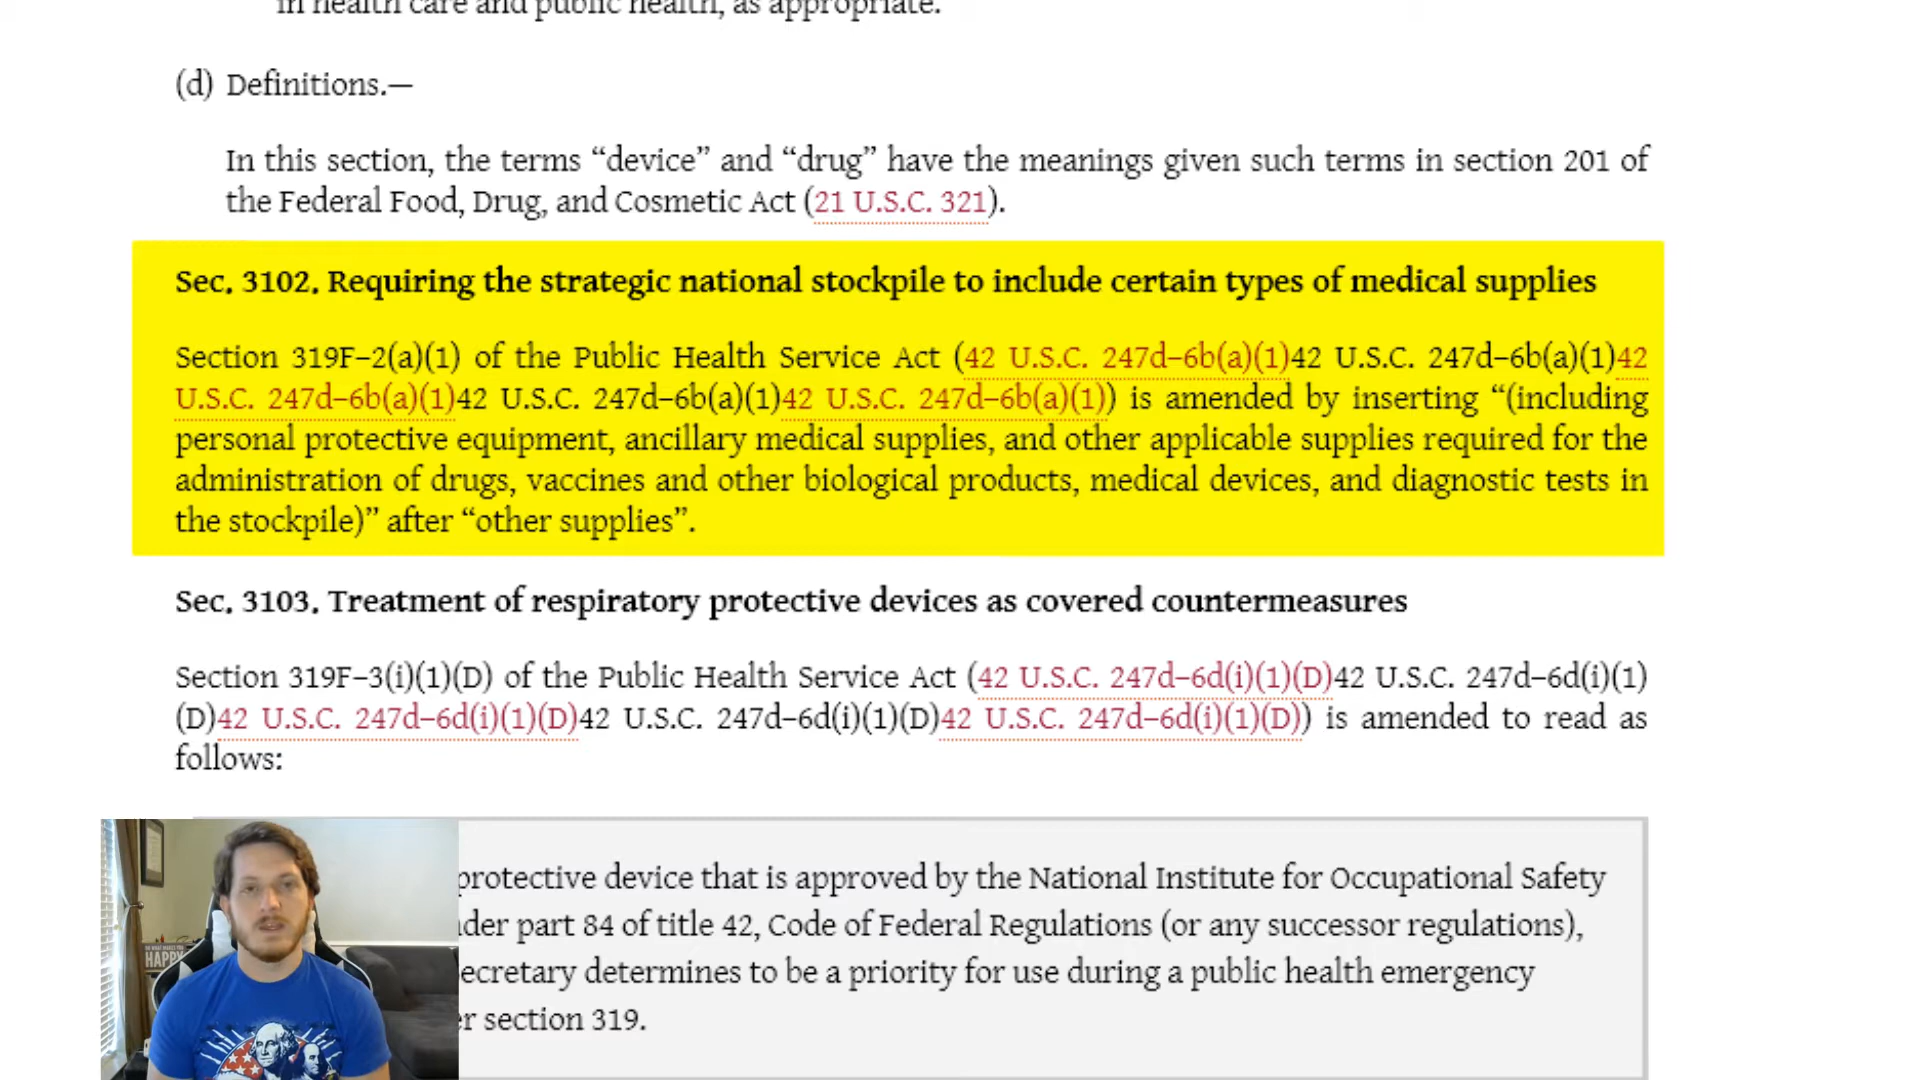 in health care and public health, as appropriate.
(d) Definitions.—
In this section, the terms “device” and “drug” have the meanings given such terms in section 201 of
the Federal Food, Drug, and Cosmetic Act (21 U.S.C. 321).
Sec. 3102. Requiring the strategic national stockpile to include certain types of medical supplies
Section 319F–2(a)(1) of the Public Health Service Act (42 U.S.C. 247d–6b(a)(1)42 U.S.C. 247d–6b(a)(1)42
U.S.C. 247d–6b(a)(1)42 U.S.C. 247d–6b(a)(1)42 U.S.C. 247d–6b(a)(1)) is amended by inserting “(including
personal protective equipment, ancillary medical supplies, and other applicable supplies required for the
administration of drugs, vaccines and other biological products, medical devices, and diagnostic tests in
the stockpile)” after “other supplies”.
Sec. 3103. Treatment of respiratory protective devices as covered countermeasures
Section 319F–3(i)(1)(D) of the Public Health Service Act (42 U.S.C. 247d–6d(i)(1)(D)42 U.S.C. 247d–6d(i)(1)
(D)42 U.S.C. 247d–6d(i)(1)(D)42 U.S.C. 247d–6d(i)(1)(D)42 U.S.C. 247d–6d(i)(1)(D)) is amended to read as
follows:
protective device that is approved by the National Institute for Occupational Safety
part 84 of title 42, Code of Federal Regulations (or any successor regulations),
determines to be a priority for use during a public health emergency
section 319.
HAPPY